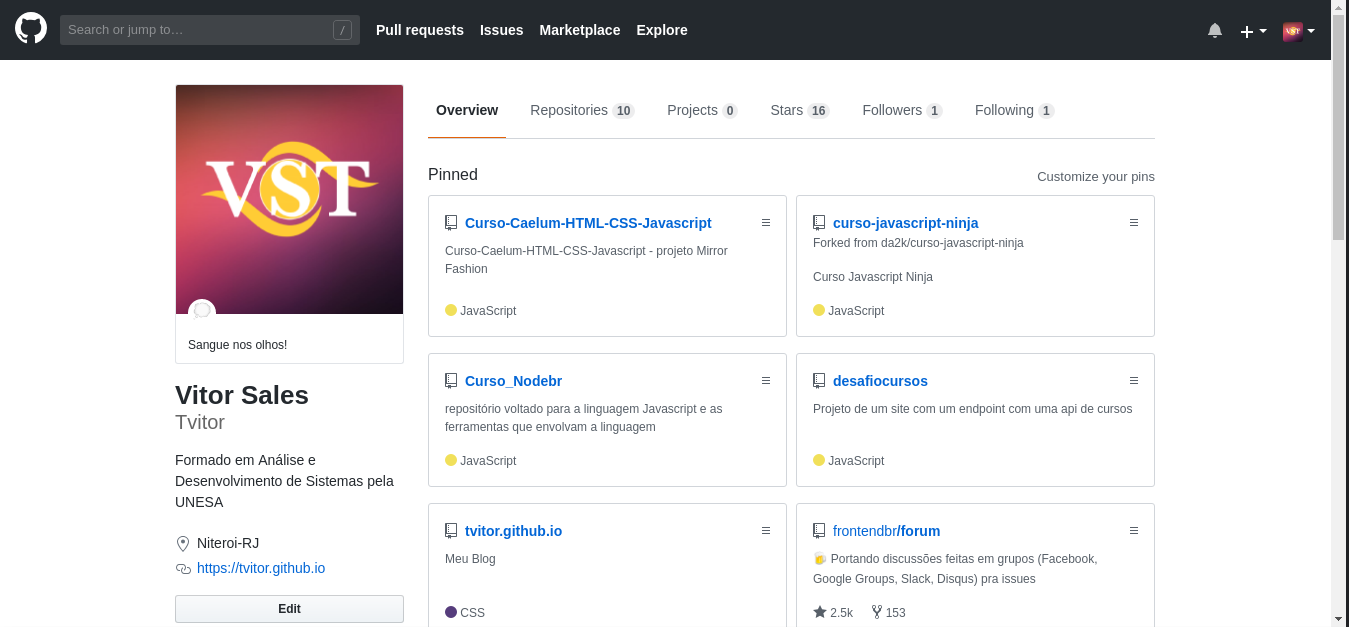 Search or jump to…
/
Pull requests
Issues
Marketplace
Explore
VST
VST
Sangue nos olhos!
Vitor Sales
Tvitor
Formado em Análise e
Desenvolvimento de Sistemas pela
UNESA
Niteroi-RJ
https://tvitor.github.io
Edit
Overview
Repositories 10
Projects 0
Stars 16
Followers 1
Following 1
Pinned
Customize your pins
Curso-Caelum-HTML-CSS-Javascript
Curso-Caelum-HTML-CSS-Javascript - projeto Mirror
Fashion
JavaScript
curso-javascript-ninja
Forked from da2k/curso-javascript-ninja
Curso Javascript Ninja
JavaScript
Curso_Nodebr
repositório voltado para a linguagem Javascript e as
ferramentas que envolvam a linguagem
JavaScript
desafiocursos
Projeto de um site com um endpoint com uma api de cursos
JavaScript
tvitor.github.io
Meu Blog
CSS
frontendbr/forum
🍺 Portando discussões feitas em grupos (Facebook,
Google Groups, Slack, Disqus) pra issues
2.5k
153